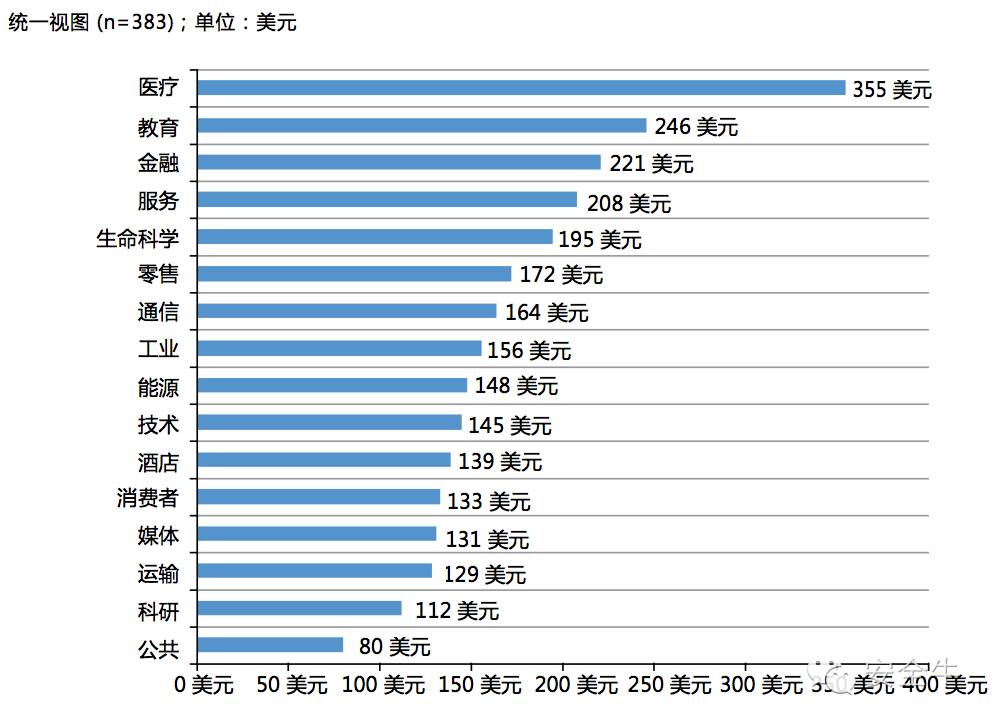 统一视图 (n=383)；单位：美元
医疗 355 美元
教育 246 美元
金融 221 美元
服务 208 美元
生命科学 195 美元
零售 172 美元
通信 164 美元
工业 156 美元
能源 148 美元
技术 145 美元
酒店 139 美元
消费者 133 美元
媒体 131 美元
运输 129 美元
科研 112 美元
公共 80 美元
0 美元 50 美元 100 美元 150 美元 200 美元 250 美元 300 美元 350 美元 400 美元
安全牛